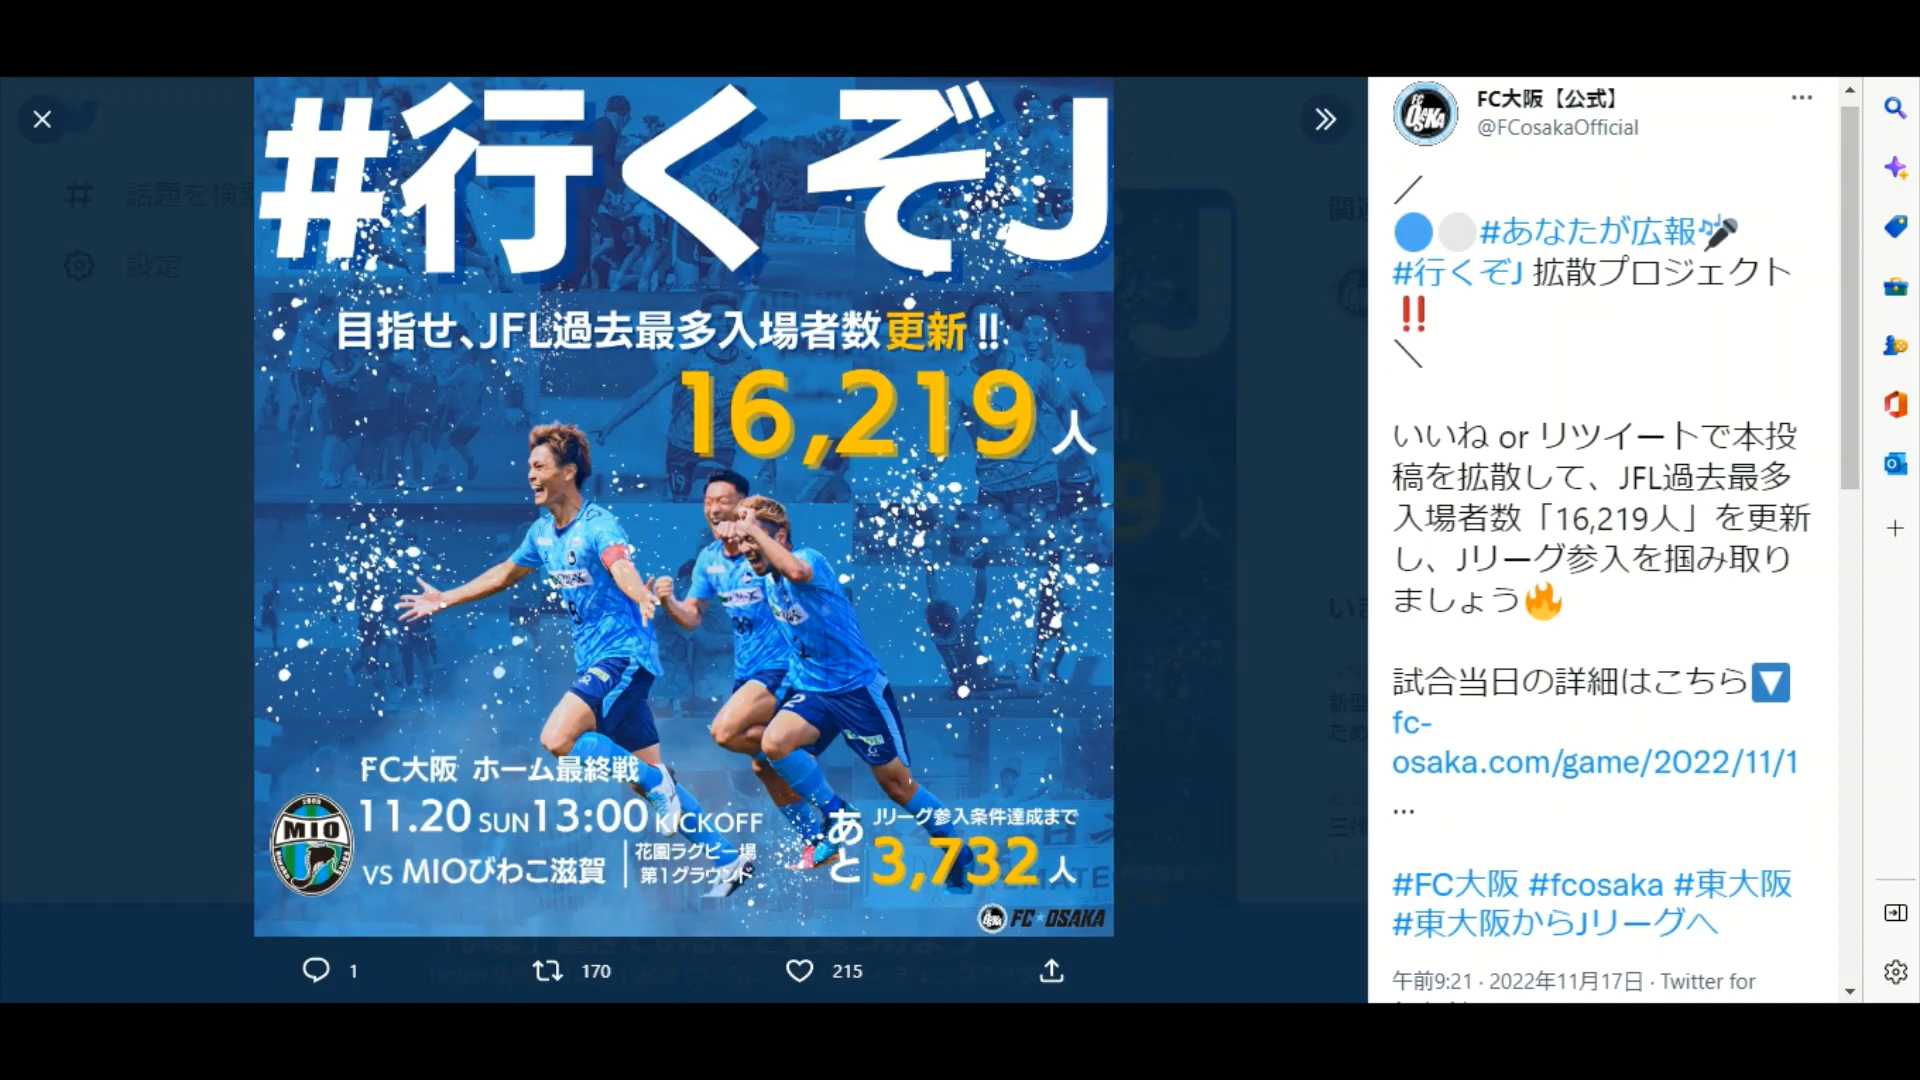 #行くぞJ
目指せ、JFL過去最多入場者数更新!!
16,219人
FC大阪 ホーム最終戦
11.20 SUN 13:00 KICKOFF
vs MIOびわこ滋賀
花園ラグビー場
第1グラウンド
MIO
Jリーグ参入条件達成まで
あと3,732人
FC OSAKA
1
170
215
話題を検索
設定
FC大阪【公式】
@FCosakaOfficial
／
#あなたが広報
#行くぞJ 拡散プロジェクト
‼
＼
いいね or リツイートで本投
稿を拡散して、JFL過去最多
入場者数「16,219人」を更新
し、Jリーグ参入を掴み取り
ましょう🔥
試合当日の詳細はこちら
fc-
osaka.com/game/2022/11/1
...
#FC大阪 #fcosaka #東大阪
#東大阪からJリーグへ
午前9:21 · 2022年11月17日 · Twitter for